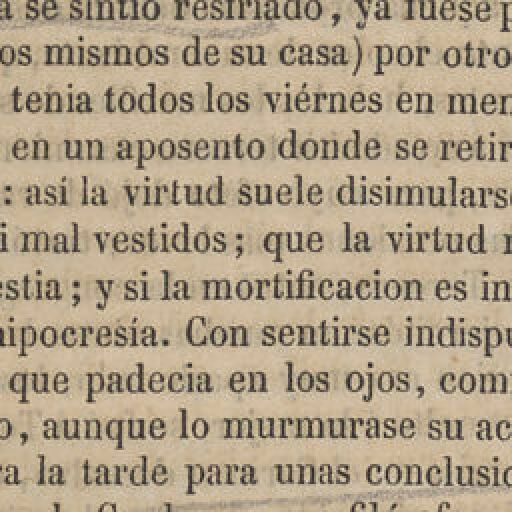 a se sintió resfriado, ya fuese p
os mismos de su casa) por otro
tenia todos los viérnes en men
en un aposento donde se retir
: así la virtud suele disimularse
i mal vestidos; que la virtud
estia; y si la mortificacion es in
hipocresía. Con sentirse indispu
que padecia en los ojos, com
o, aunque lo murmurase su ac
ra la tarde para unas conclusio